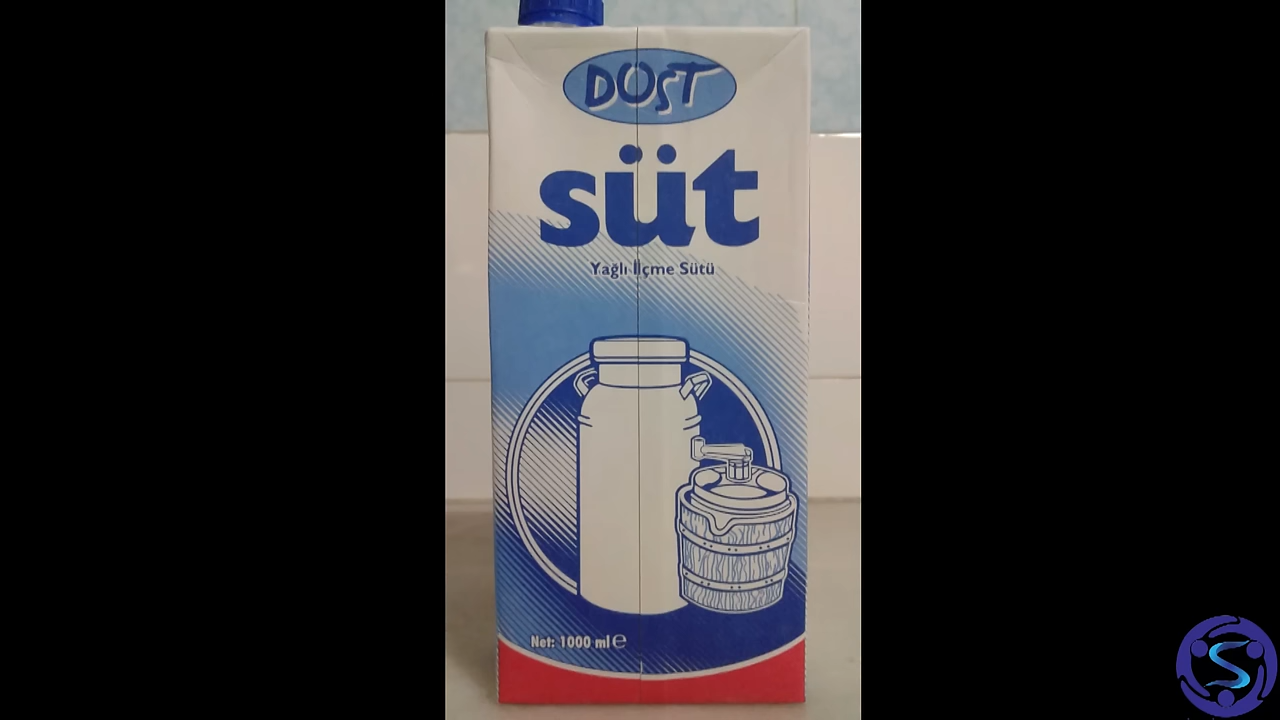 DOST
süt
Yağlı İçme Sütü
Net: 1000 ml ℮
S